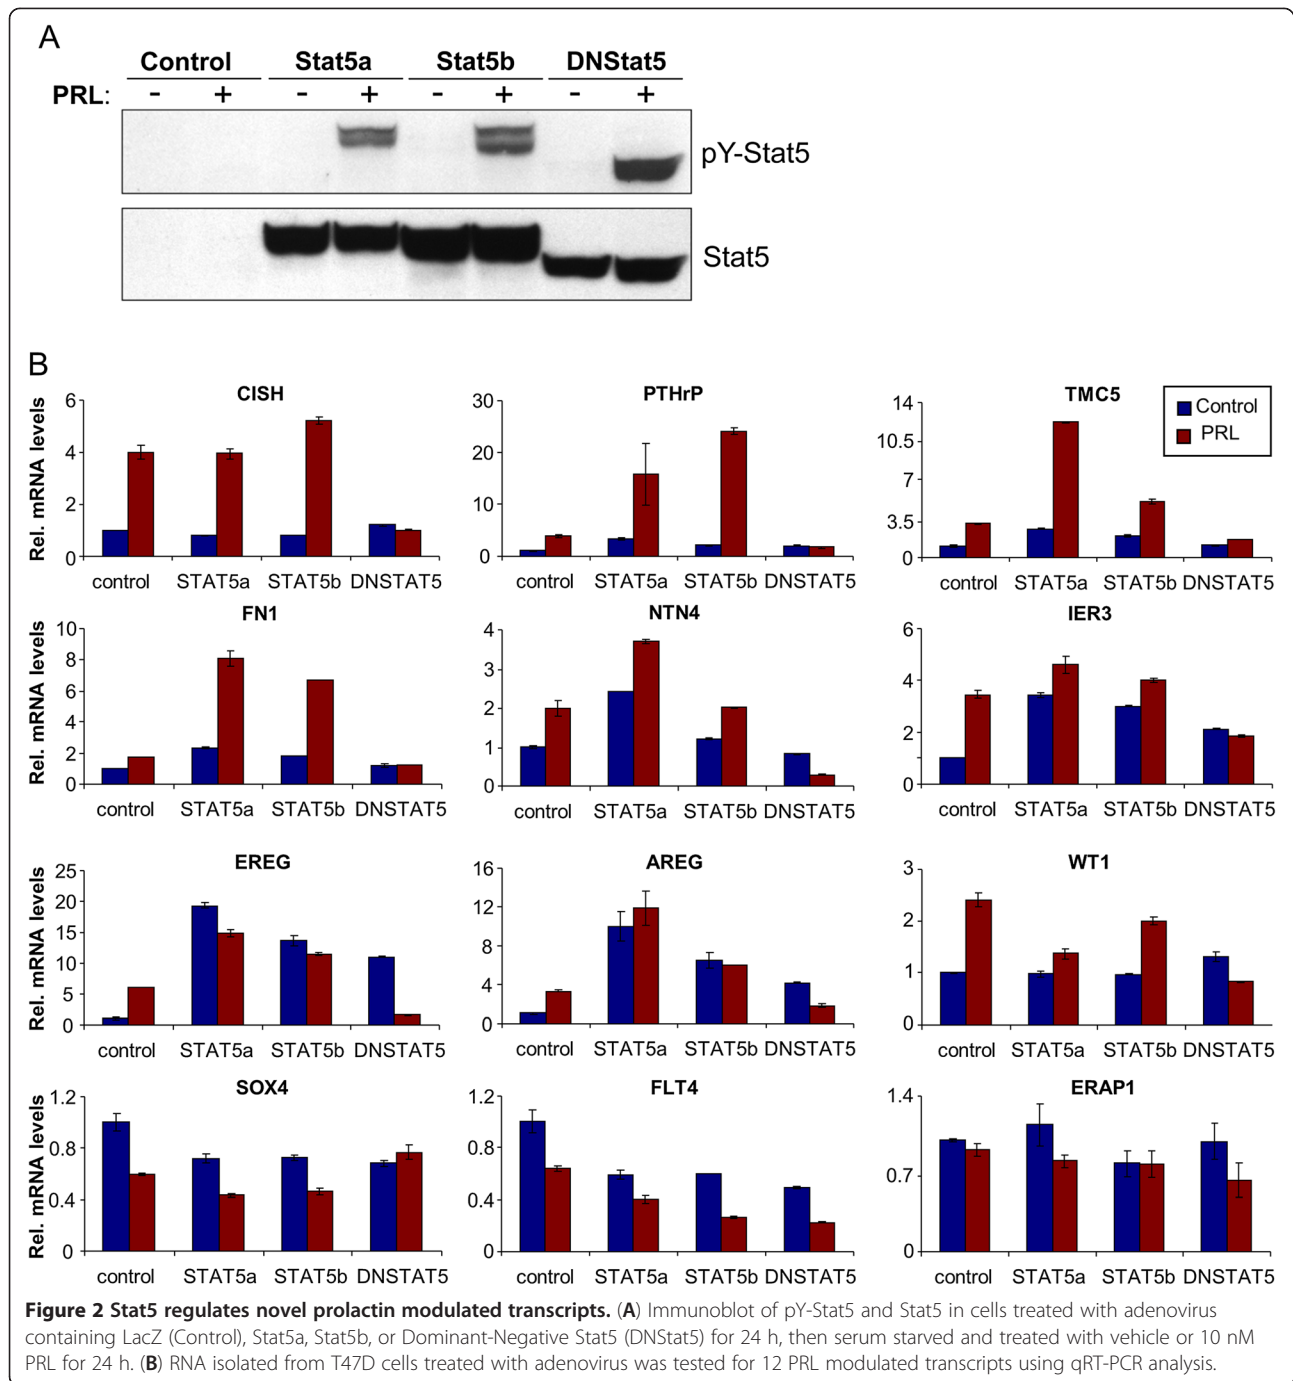 A
Control Stat5a Stat5b DNStat5
PRL: - + - + - + - +
pY-Stat5
Stat5
B
CISH
Rel. mRNA levels
6
4
2
0
control STAT5a STAT5b DNSTAT5
PTHrP
30
20
10
0
control STAT5a STAT5b DNSTAT5
TMC5
14
10.5
7
3.5
0
control STAT5a STAT5b DNSTAT5
Control
PRL
FN1
Rel. mRNA levels
10
8
6
4
2
0
control STAT5a STAT5b DNSTAT5
NTN4
4
3
2
1
0
control STAT5a STAT5b DNSTAT5
IER3
6
4
2
0
control STAT5a STAT5b DNSTAT5
EREG
Rel. mRNA levels
25
20
15
10
5
0
control STAT5a STAT5b DNSTAT5
AREG
16
12
8
4
0
control STAT5a STAT5b DNSTAT5
WT1
3
2
1
0
control STAT5a STAT5b DNSTAT5
SOX4
Rel. mRNA levels
1.2
0.8
0.4
0
control STAT5a STAT5b DNSTAT5
FLT4
1.2
0.8
0.4
0
control STAT5a STAT5b DNSTAT5
ERAP1
1.4
0.7
0
control STAT5a STAT5b DNSTAT5
Figure 2 Stat5 regulates novel prolactin modulated transcripts. (A) Immunoblot of pY-Stat5 and Stat5 in cells treated with adenovirus
containing LacZ (Control), Stat5a, Stat5b, or Dominant-Negative Stat5 (DNStat5) for 24 h, then serum starved and treated with vehicle or 10 nM
PRL for 24 h. (B) RNA isolated from T47D cells treated with adenovirus was tested for 12 PRL modulated transcripts using qRT-PCR analysis.